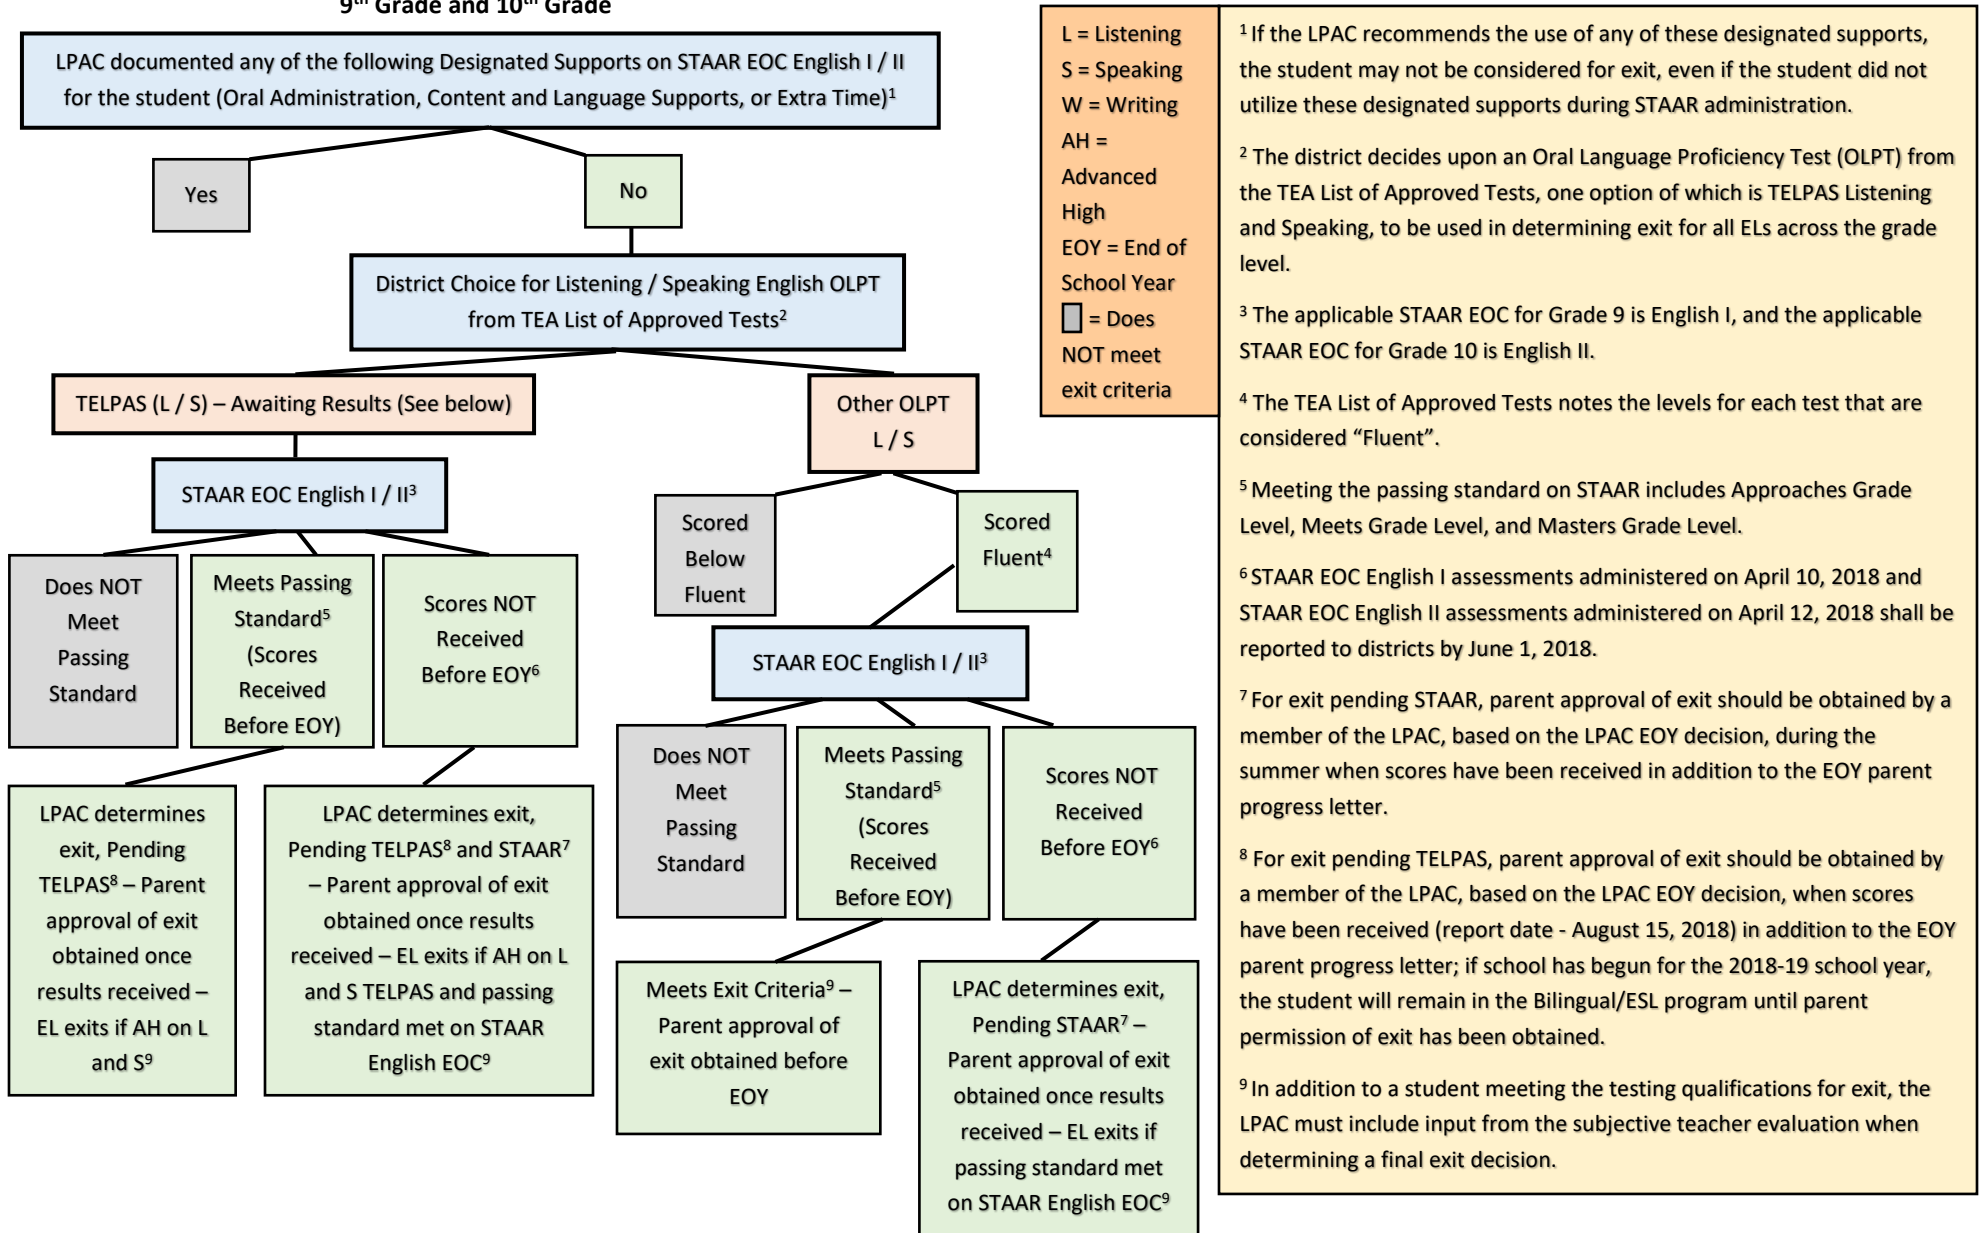 9th Grade and 10th Grade
LPAC documented any of the following Designated Supports on STAAR EOC English I / II
for the student (Oral Administration, Content and Language Supports, or Extra Time)1
Yes
No
District Choice for Listening / Speaking English OLPT
from TEA List of Approved Tests2
TELPAS (L / S) – Awaiting Results (See below)
Other OLPT
L / S
STAAR EOC English I / II3
Scored
Below
Fluent
Scored
Fluent4
Does NOT
Meet
Passing
Standard
Meets Passing
Standard5
(Scores
Received
Before EOY)
Scores NOT
Received
Before EOY6
STAAR EOC English I / II3
LPAC determines
exit, Pending
TELPAS8 – Parent
approval of exit
obtained once
results received –
EL exits if AH on L
and S9
LPAC determines exit,
Pending TELPAS8 and STAAR7
– Parent approval of exit
obtained once results
received – EL exits if AH on L
and S TELPAS and passing
standard met on STAAR
English EOC9
Does NOT
Meet
Passing
Standard
Meets Passing
Standard5
(Scores
Received
Before EOY)
Scores NOT
Received
Before EOY6
Meets Exit Criteria9 –
Parent approval of
exit obtained before
EOY
LPAC determines exit,
Pending STAAR7 –
Parent approval of exit
obtained once results
received – EL exits if
passing standard met
on STAAR English EOC9
L = Listening
S = Speaking
W = Writing
AH =
Advanced
High
EOY = End of
School Year
= Does
NOT meet
exit criteria
1 If the LPAC recommends the use of any of these designated supports,
the student may not be considered for exit, even if the student did not
utilize these designated supports during STAAR administration.
2 The district decides upon an Oral Language Proficiency Test (OLPT) from
the TEA List of Approved Tests, one option of which is TELPAS Listening
and Speaking, to be used in determining exit for all ELs across the grade
level.
3 The applicable STAAR EOC for Grade 9 is English I, and the applicable
STAAR EOC for Grade 10 is English II.
4 The TEA List of Approved Tests notes the levels for each test that are
considered “Fluent”.
5 Meeting the passing standard on STAAR includes Approaches Grade
Level, Meets Grade Level, and Masters Grade Level.
6 STAAR EOC English I assessments administered on April 10, 2018 and
STAAR EOC English II assessments administered on April 12, 2018 shall be
reported to districts by June 1, 2018.
7 For exit pending STAAR, parent approval of exit should be obtained by a
member of the LPAC, based on the LPAC EOY decision, during the
summer when scores have been received in addition to the EOY parent
progress letter.
8 For exit pending TELPAS, parent approval of exit should be obtained by
a member of the LPAC, based on the LPAC EOY decision, when scores
have been received (report date - August 15, 2018) in addition to the EOY
parent progress letter; if school has begun for the 2018-19 school year,
the student will remain in the Bilingual/ESL program until parent
permission of exit has been obtained.
9 In addition to a student meeting the testing qualifications for exit, the
LPAC must include input from the subjective teacher evaluation when
determining a final exit decision.